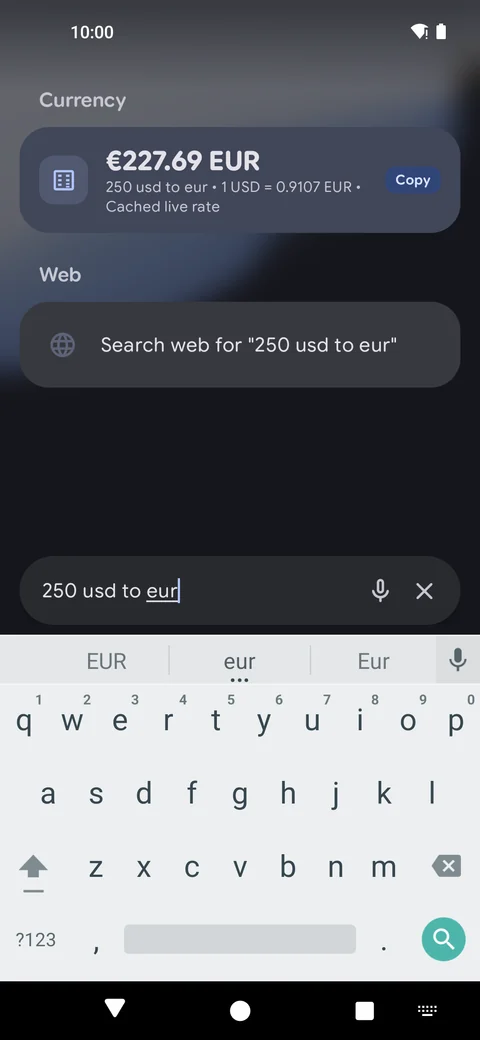 10:00
Currency
€227.69 EUR
250 usd to eur • 1 USD = 0.9107 EUR •
Cached live rate
Copy
Web
Search web for "250 usd to eur"
250 usd to eur
EUR eur Eur
1 2 3 4 5 6 7 8 9 0
q w e r t y u i o p
a s d f g h j k l
z x c v b n m
?123 , .